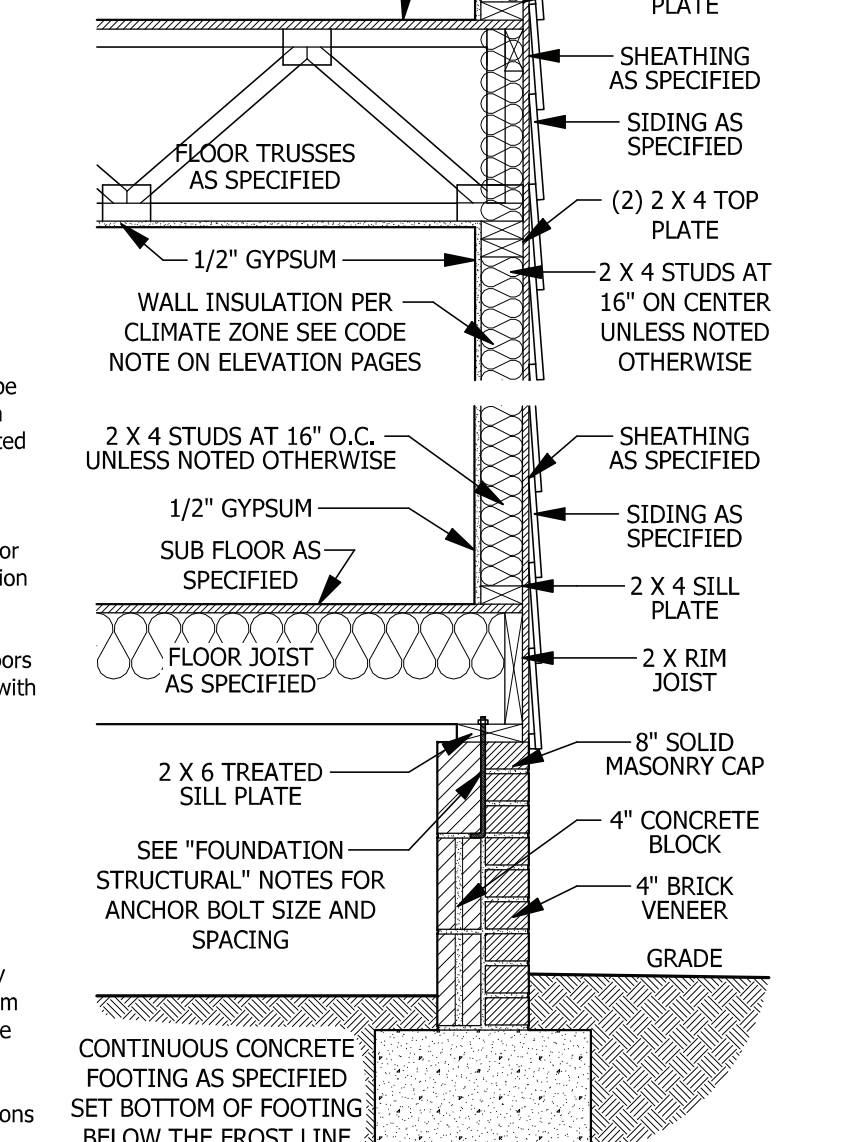 PLATE
SHEATHING
AS SPECIFIED
SIDING AS
SPECIFIED
FLOOR TRUSSES
AS SPECIFIED
(2) 2 X 4 TOP
PLATE
1/2" GYPSUM
2 X 4 STUDS AT
16" ON CENTER
UNLESS NOTED
OTHERWISE
WALL INSULATION PER
CLIMATE ZONE SEE CODE
NOTE ON ELEVATION PAGES
2 X 4 STUDS AT 16" O.C.
UNLESS NOTED OTHERWISE
SHEATHING
AS SPECIFIED
1/2" GYPSUM
SIDING AS
SPECIFIED
SUB FLOOR AS
SPECIFIED
2 X 4 SILL
PLATE
FLOOR JOIST
AS SPECIFIED
2 X RIM
JOIST
8" SOLID
MASONRY CAP
2 X 6 TREATED
SILL PLATE
4" CONCRETE
BLOCK
SEE "FOUNDATION
STRUCTURAL" NOTES FOR
ANCHOR BOLT SIZE AND
SPACING
4" BRICK
VENEER
GRADE
CONTINUOUS CONCRETE
FOOTING AS SPECIFIED
SET BOTTOM OF FOOTING
BELOW THE FROST LINE
with